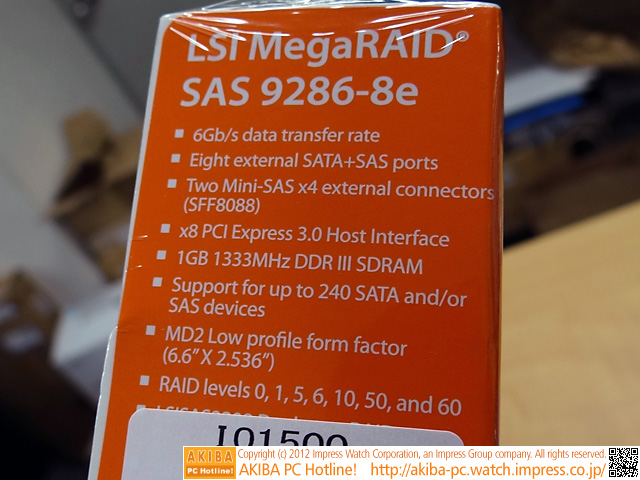 LSI MegaRAID®
SAS 9286-8e
▪ 6Gb/s data transfer rate
▪ Eight external SATA+SAS ports
▪ Two Mini-SAS x4 external connectors
(SFF8088)
▪ x8 PCI Express 3.0 Host Interface
▪ 1GB 1333MHz DDR III SDRAM
▪ Support for up to 240 SATA and/or
SAS devices
▪ MD2 Low profile form factor
(6.6” X 2.536”)
▪ RAID levels 0, 1, 5, 6, 10, 50, and 60
AKIBA
PC Hotline!
Copyright (c) 2012 Impress Watch Corporation, an Impress Group company. All rights reserved.
AKIBA PC Hotline! http://akiba-pc.watch.impress.co.jp/